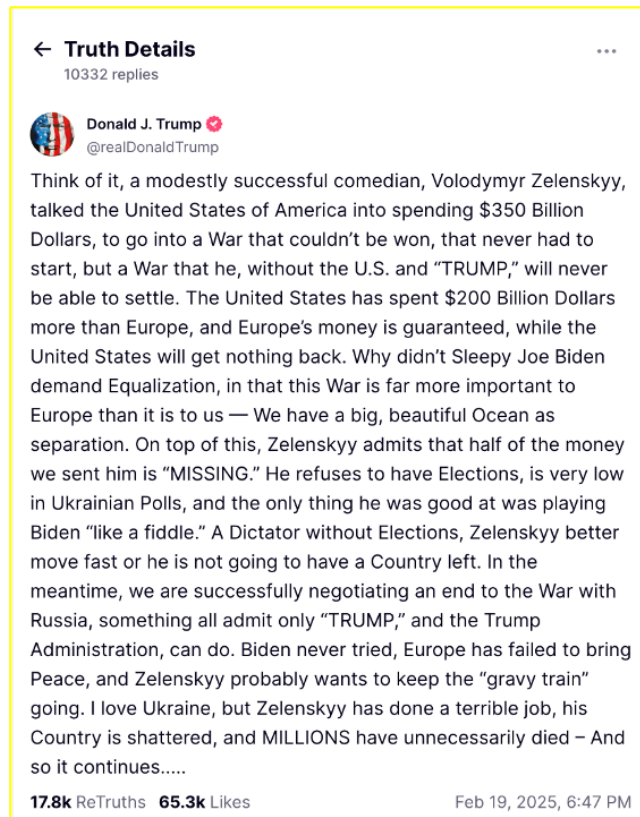 ← Truth Details
10332 replies
Donald J. Trump
@realDonaldTrump
Think of it, a modestly successful comedian, Volodymyr Zelenskyy,
talked the United States of America into spending $350 Billion
Dollars, to go into a War that couldn’t be won, that never had to
start, but a War that he, without the U.S. and “TRUMP,” will never
be able to settle. The United States has spent $200 Billion Dollars
more than Europe, and Europe’s money is guaranteed, while the
United States will get nothing back. Why didn’t Sleepy Joe Biden
demand Equalization, in that this War is far more important to
Europe than it is to us — We have a big, beautiful Ocean as
separation. On top of this, Zelenskyy admits that half of the money
we sent him is “MISSING.” He refuses to have Elections, is very low
in Ukrainian Polls, and the only thing he was good at was playing
Biden “like a fiddle.” A Dictator without Elections, Zelenskyy better
move fast or he is not going to have a Country left. In the
meantime, we are successfully negotiating an end to the War with
Russia, something all admit only “TRUMP,” and the Trump
Administration, can do. Biden never tried, Europe has failed to bring
Peace, and Zelenskyy probably wants to keep the “gravy train”
going. I love Ukraine, but Zelenskyy has done a terrible job, his
Country is shattered, and MILLIONS have unnecessarily died – And
so it continues.....
17.8k ReTruths 65.3k Likes Feb 19, 2025, 6:47 PM